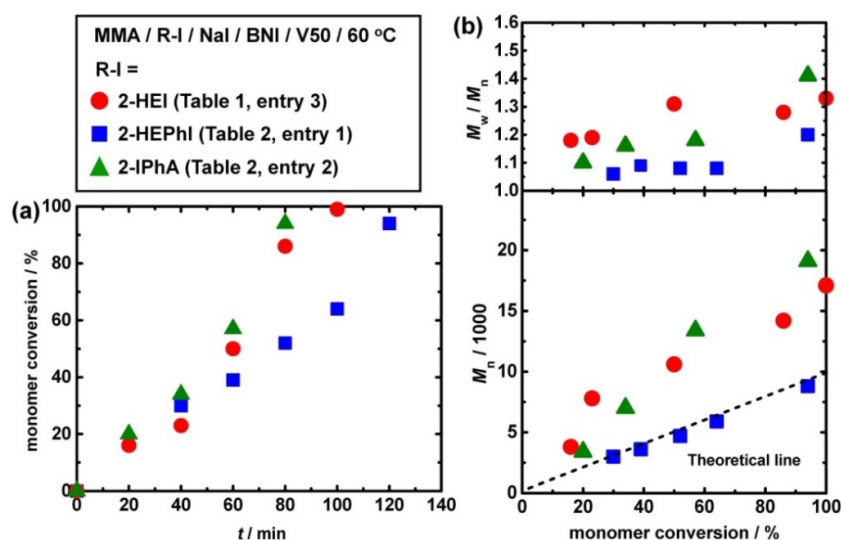 MMA / R-I / NaI / BNI / V50 / 60 °C
R-I =
2-HEI (Table 1, entry 3)
2-HEPhI (Table 2, entry 1)
2-IPhA (Table 2, entry 2)
(a)
100
80
60
40
20
0
monomer conversion / %
0 20 40 60 80 100 120 140
t / min
(b)
1.6
1.5
1.4
1.3
1.2
1.1
1.0
Mw / Mn
20
15
10
5
0
Mn / 1000
Theoretical line
0 20 40 60 80 100
monomer conversion / %